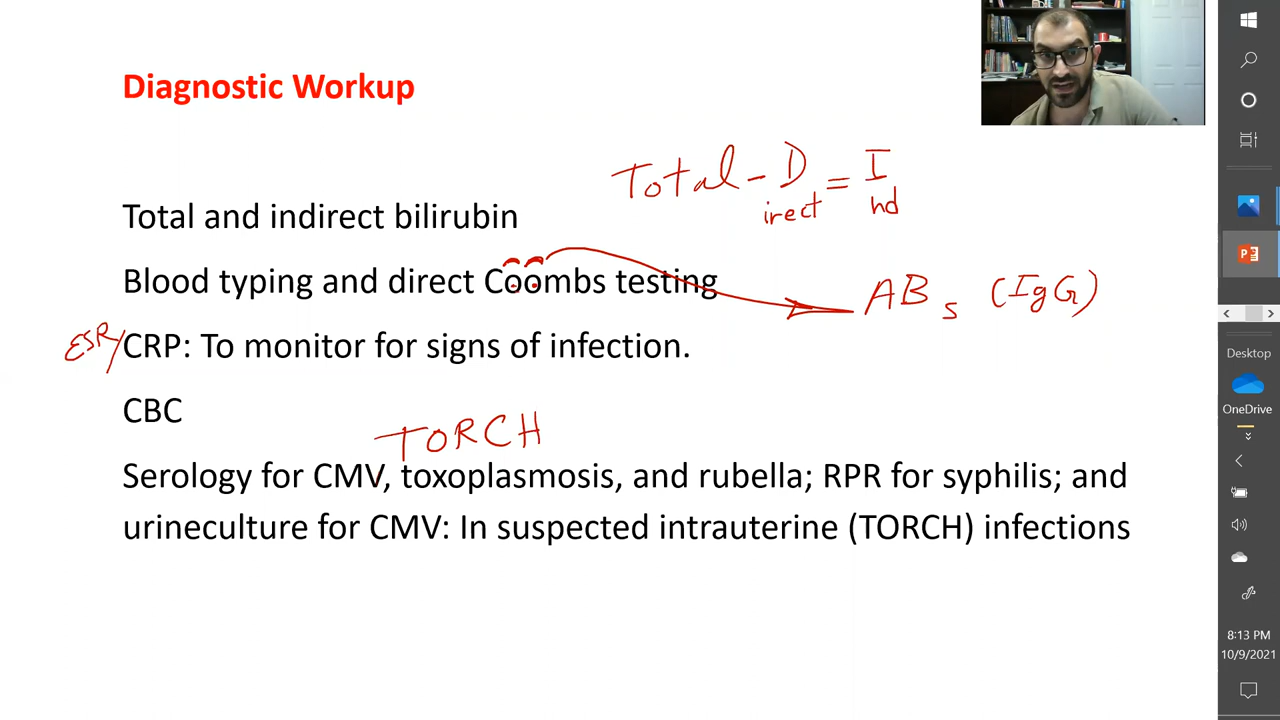 Diagnostic Workup
Total - Direct = Ind
Total and indirect bilirubin
Blood typing and direct Coombs testing
ABs (IgG)
ESR/
CRP: To monitor for signs of infection.
CBC
TORCH
Serology for CMV, toxoplasmosis, and rubella; RPR for syphilis; and
urineculture for CMV: In suspected intrauterine (TORCH) infections
Desktop
OneDrive
8:13 PM
10/9/2021